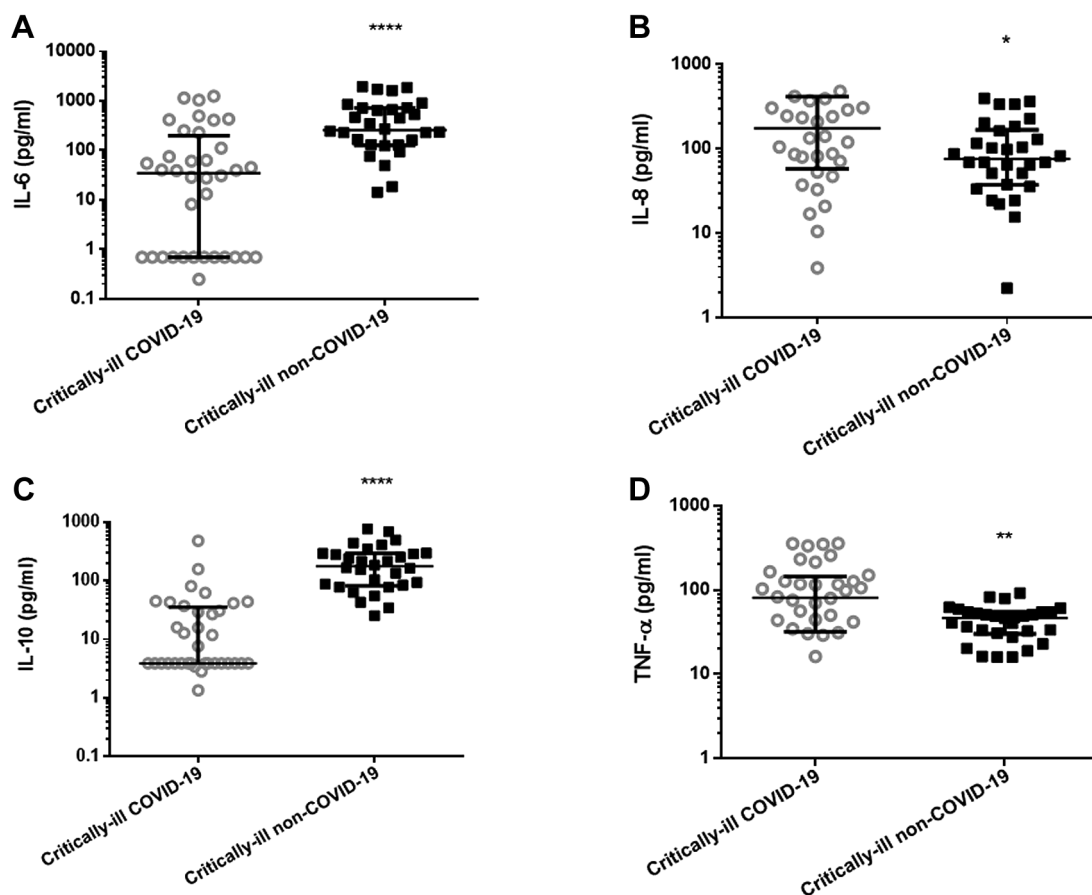 A
****
IL-6 (pg/ml)
10000
1000
100
10
1
0.1
Critically-ill COVID-19
Critically-ill non-COVID-19
B
*
IL-8 (pg/ml)
1000
100
10
1
Critically-ill COVID-19
Critically-ill non-COVID-19
C
****
IL-10 (pg/ml)
1000
100
10
1
0.1
Critically-ill COVID-19
Critically-ill non-COVID-19
D
**
TNF-α (pg/ml)
1000
100
10
1
Critically-ill COVID-19
Critically-ill non-COVID-19